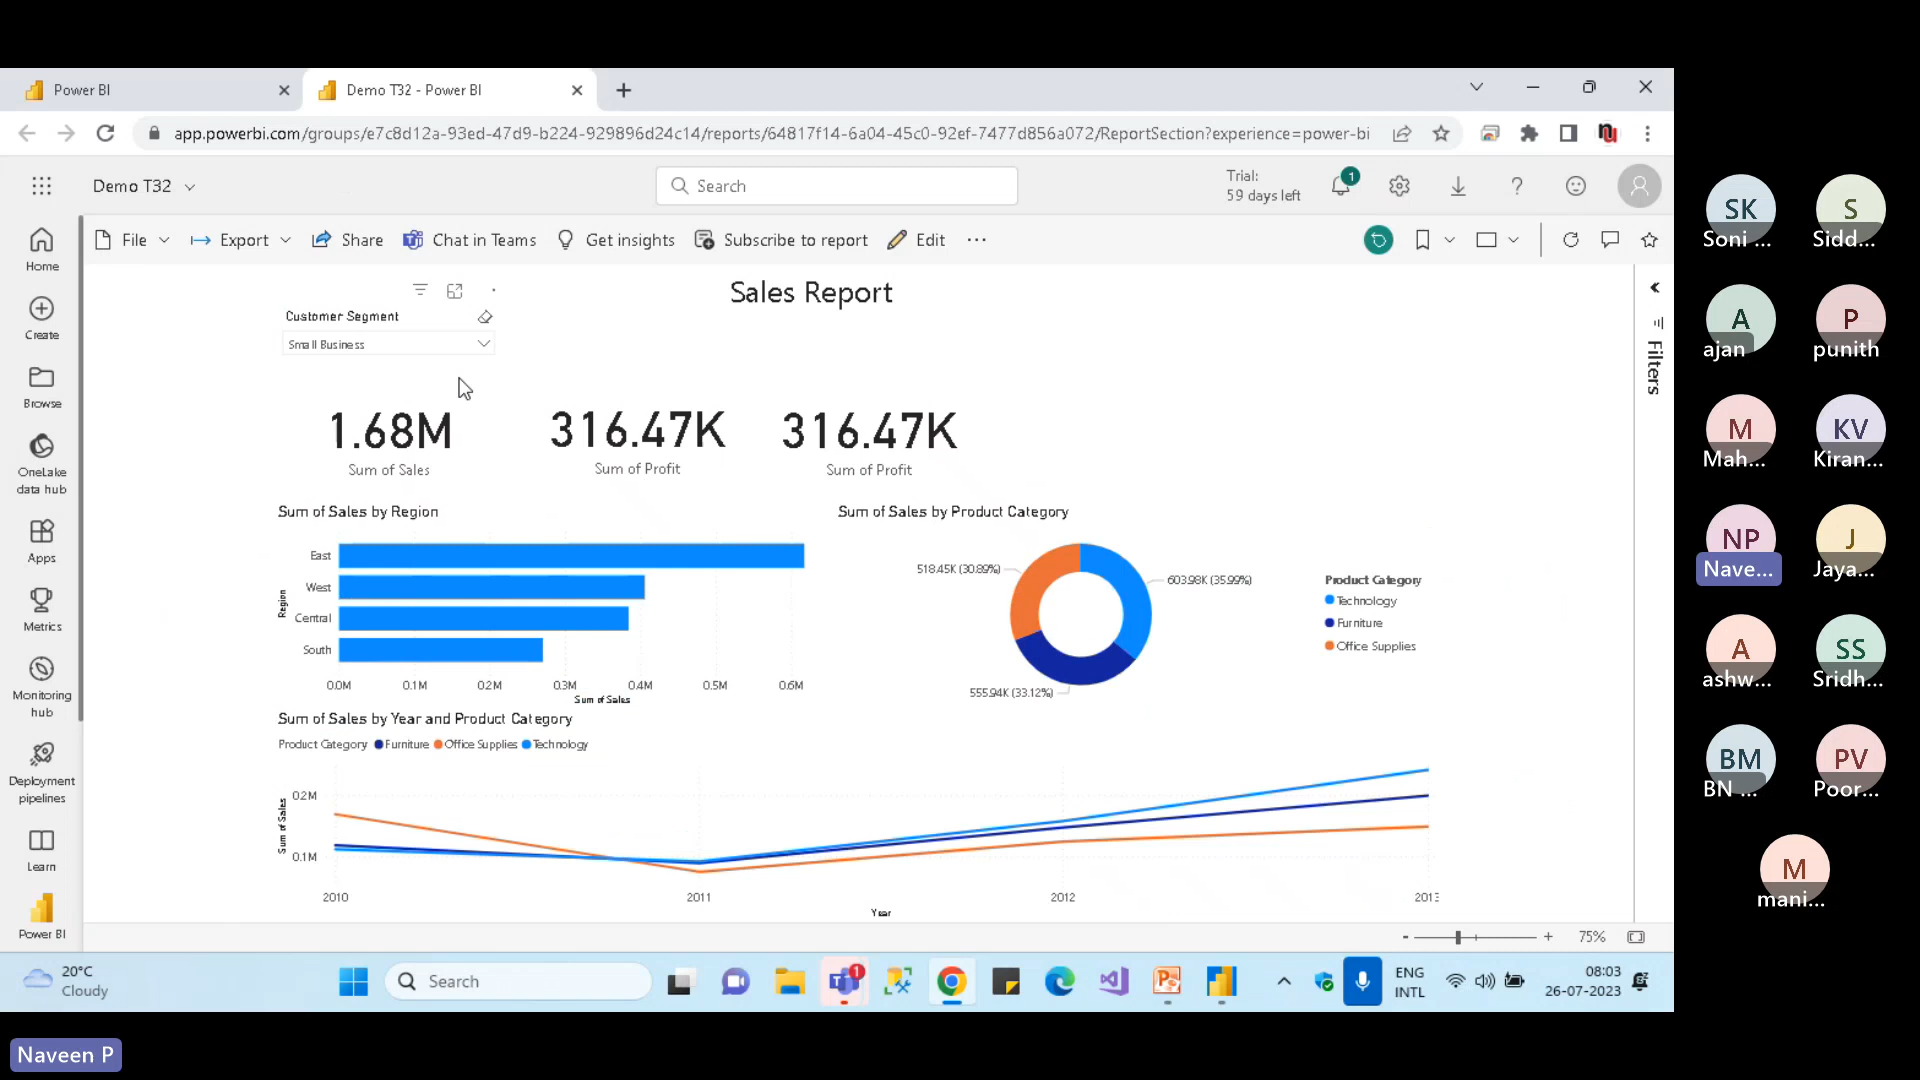 Power BI
Demo T32 - Power BI
app.powerbi.com/groups/e7c8d12a-93ed-47d9-b224-929896d24c14/reports/64817f14-6a04-45c0-92ef-7477d856a072/ReportSection?experience=power-bi
Demo T32
Search
Trial:
59 days left
1
File
Export
Share
Chat in Teams
Get insights
Subscribe to report
Edit
Home
Create
Browse
OneLake
data hub
Apps
Metrics
Monitoring
hub
Deployment
pipelines
Learn
Power BI
Sales Report
Customer Segment
Small Business
Filters
1.68M
Sum of Sales
316.47K
Sum of Profit
316.47K
Sum of Profit
Sum of Sales by Region
Region
East
West
Central
South
0.0M 0.1M 0.2M 0.3M 0.4M 0.5M 0.6M
Sum of Sales
Sum of Sales by Product Category
518.45K (30.89%)
603.98K (35.99%)
555.94K (33.12%)
Product Category
Technology
Furniture
Office Supplies
Sum of Sales by Year and Product Category
Product Category Furniture Office Supplies Technology
Sum of Sales
0.2M
0.1M
2010 2011 2012 2013
Year
- + 75%
20°C
Cloudy
Search
1
ENG
INTL
08:03
26-07-2023
SK
Soni ...
S
Sidd...
A
ajan
P
punith
M
Mah...
KV
Kiran...
NP
Nave...
J
Jaya...
A
ashw...
SS
Sridh...
BM
BN ...
PV
Poor...
M
mani...
Naveen P